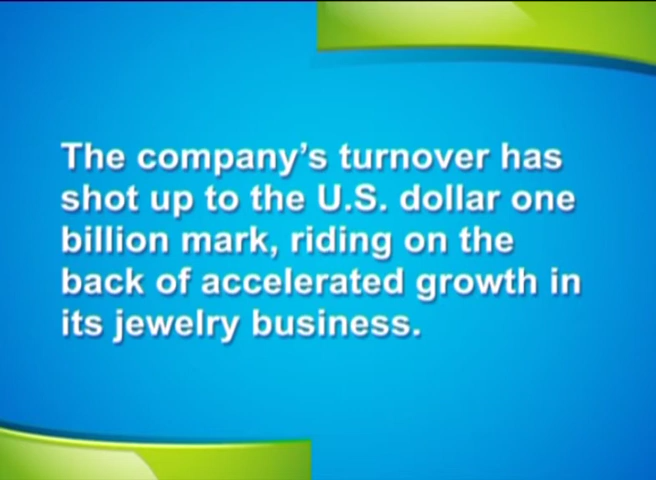 The company’s turnover has
shot up to the U.S. dollar one
billion mark, riding on the
back of accelerated growth in
its jewelry business.